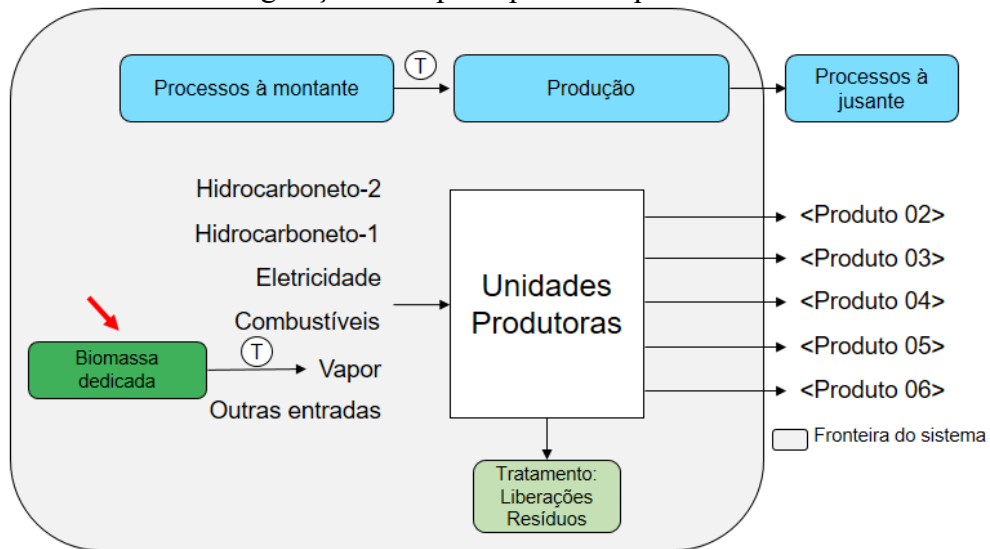 Processos à montante
T
Produção
Processos à
jusante
Hidrocarboneto-2
Hidrocarboneto-1
Eletricidade
Combustíveis
Biomassa
dedicada
T
Vapor
Outras entradas
Unidades
Produtoras
<Produto 02>
<Produto 03>
<Produto 04>
<Produto 05>
<Produto 06>
Fronteira do sistema
Tratamento:
Liberações
Resíduos